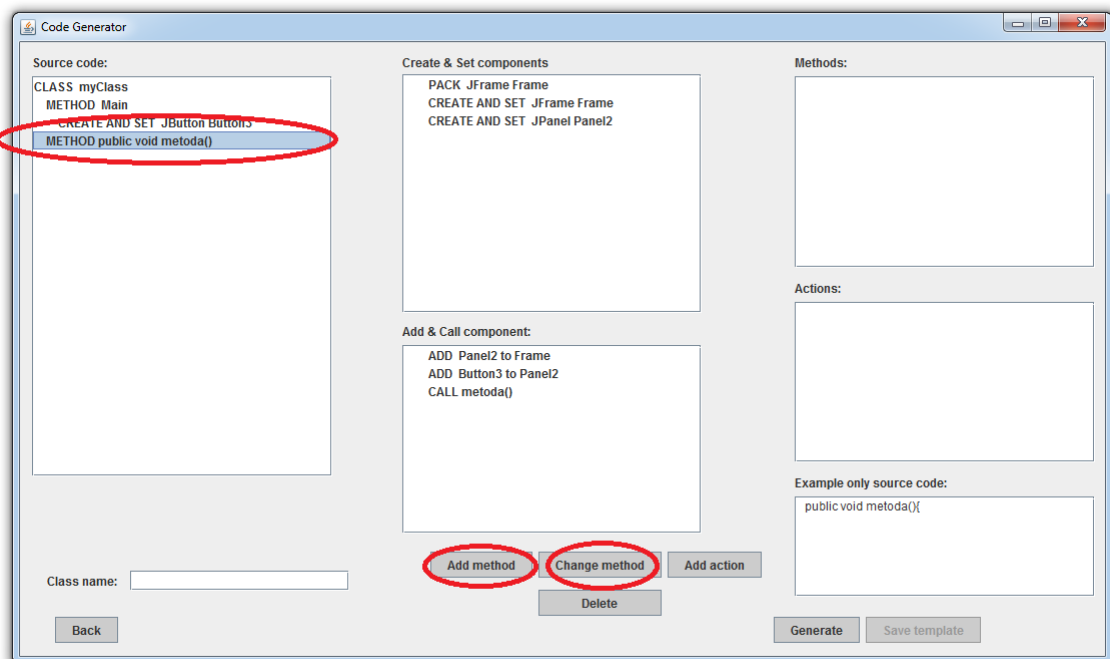 Code Generator
Source code:
CLASS myClass
METHOD Main
CREATE AND SET JButton Button3
METHOD public void metoda()
Create & Set components
PACK JFrame Frame
CREATE AND SET JFrame Frame
CREATE AND SET JPanel Panel2
Add & Call component:
ADD Panel2 to Frame
ADD Button3 to Panel2
CALL metoda()
Methods:
Actions:
Example only source code:
public void metoda(){
Add method
Change method
Add action
Class name:
Delete
Back
Generate
Save template